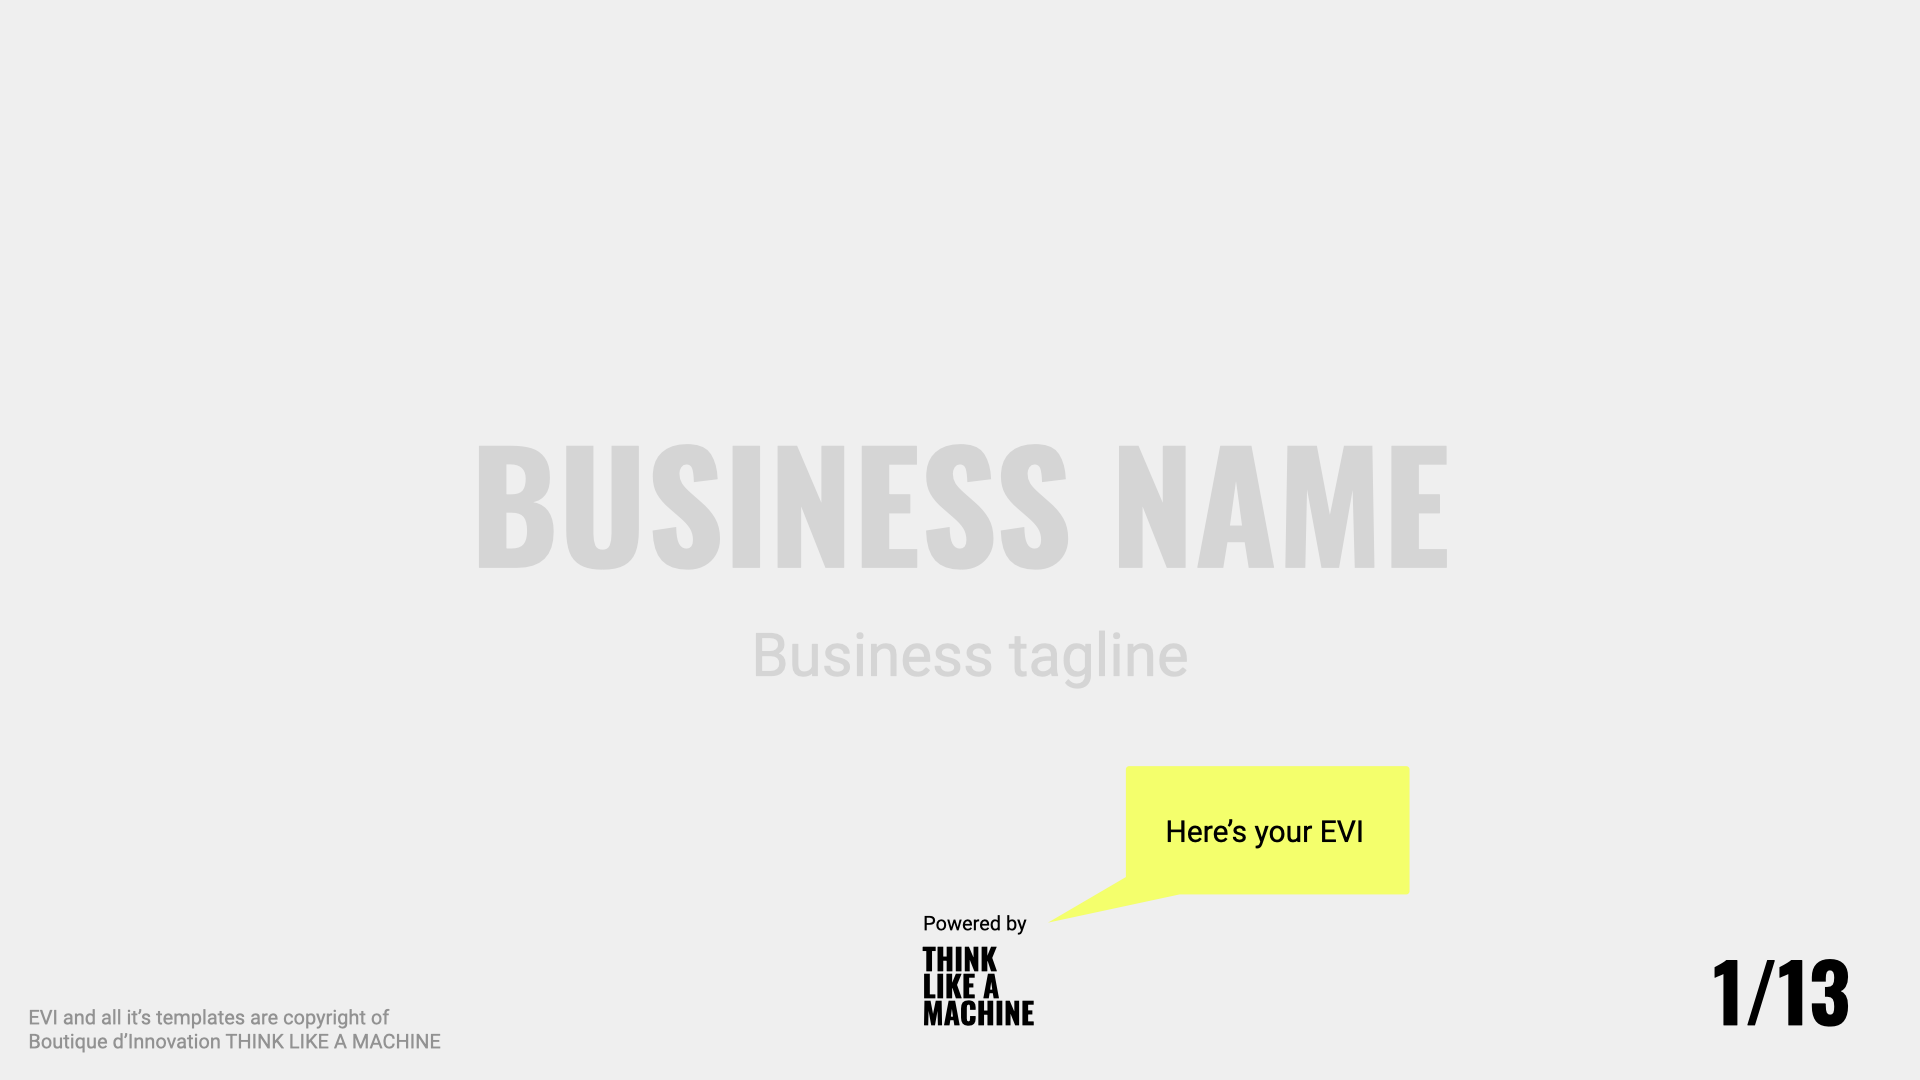 BUSINESS NAME
Business tagline
Here’s your EVI
Powered by
THINK
LIKE A
MACHINE
EVI and all it’s templates are copyright of
Boutique d’Innovation THINK LIKE A MACHINE
1/13